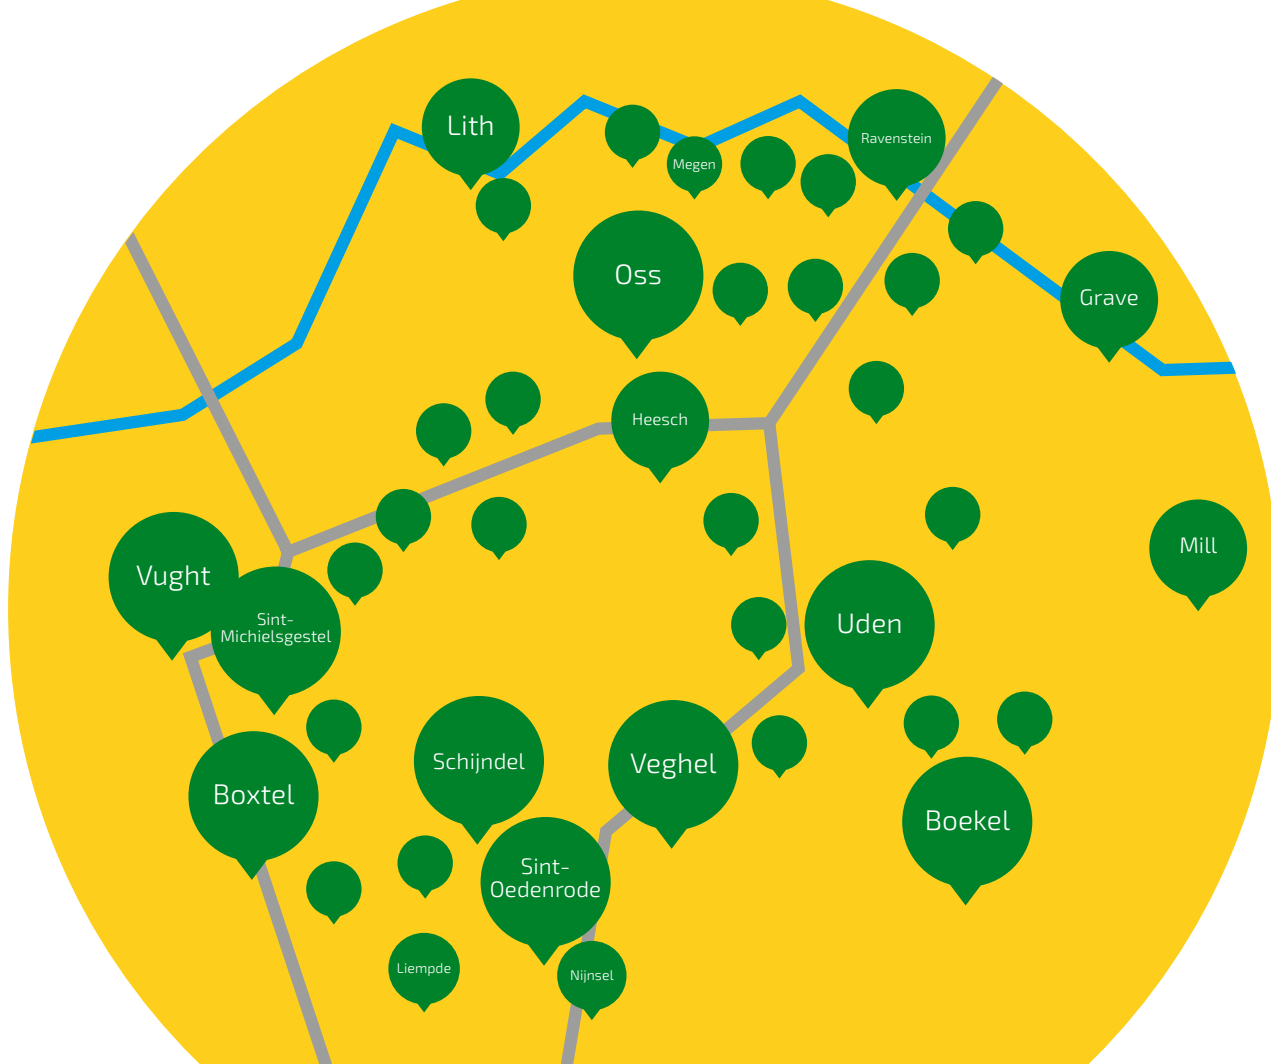 Lith
Ravenstein
Megen
Oss
Grave
Heesch
Mill
Vught
Sint-
Michielsgestel
Uden
Schijndel
Veghel
Boxtel
Boekel
Sint-
Oedenrode
Liempde
Nijnsel